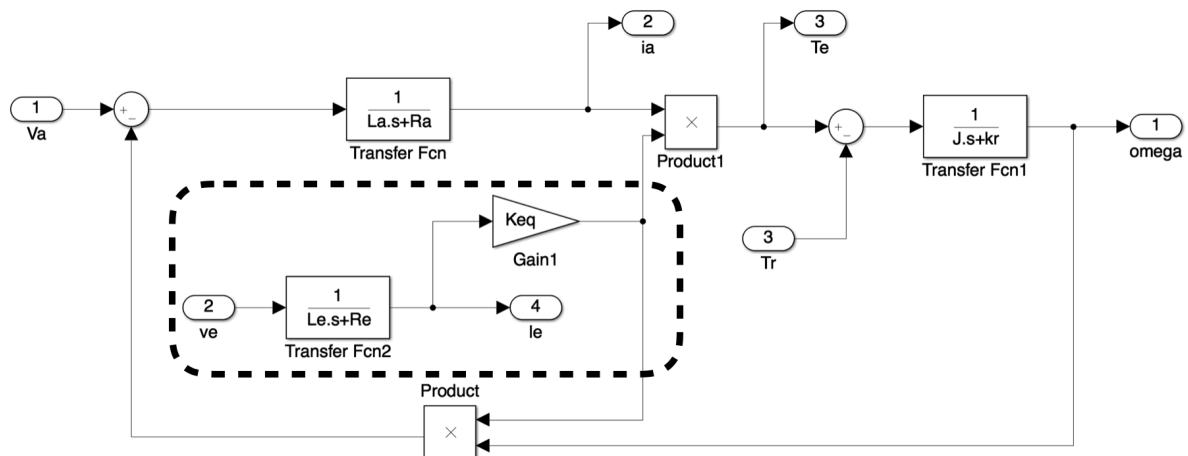 2
ia
3
Te
1
Va
+
−
1
La.s+Ra
Transfer Fcn
×
Product1
+
−
1
J.s+kr
Transfer Fcn1
1
omega
Keq
Gain1
3
Tr
2
ve
1
Le.s+Re
Transfer Fcn2
4
Ie
Product
×